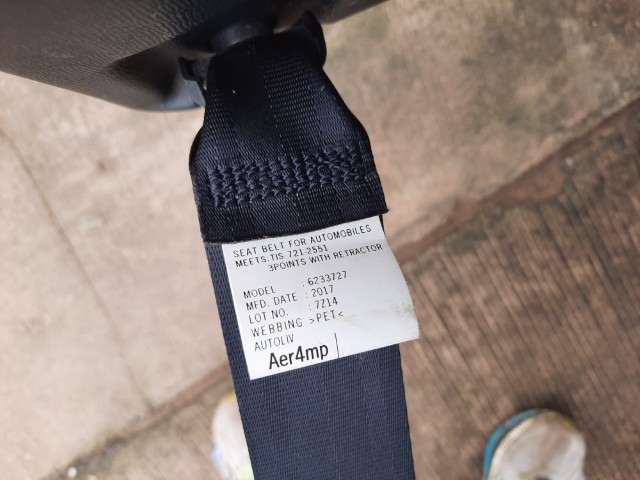 SEAT BELT FOR AUTOMOBILES
MEETS:TIS 721-2551
3POINTS WITH RETRACTOR
MODEL : 6233727
MFD. DATE : 2017
LOT NO. : 7Z14
WEBBING >PET<
AUTOLIV
Aer4mp